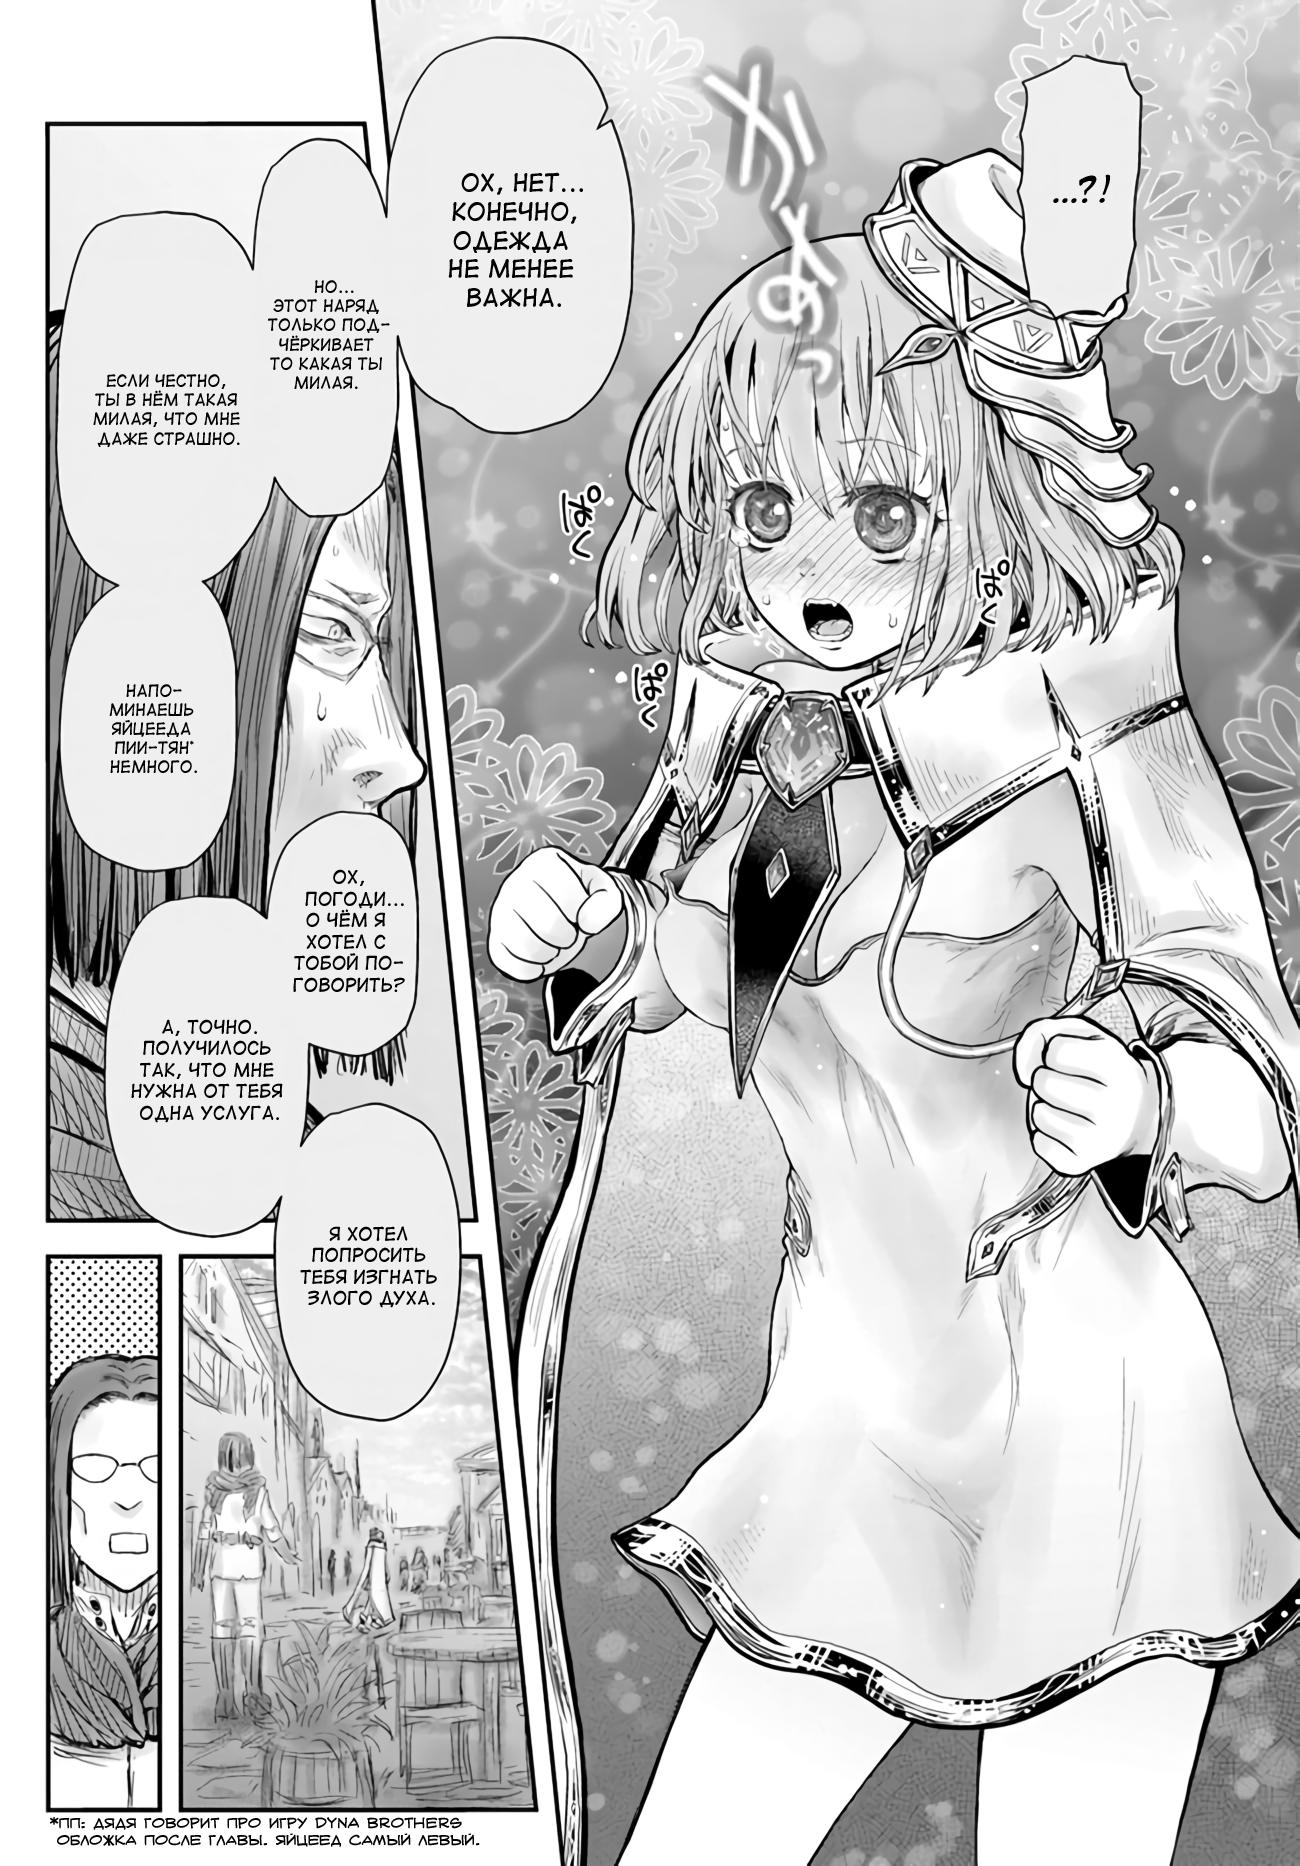 ...?!
ОХ, НЕТ...
КОНЕЧНО,
ОДЕЖДА
НЕ МЕНЕЕ
ВАЖНА.
НО...
ЭТОТ НАРЯД
ТОЛЬКО ПОД-
ЧЁРКИВАЕТ
ТО КАКАЯ ТЫ
МИЛАЯ.
ЕСЛИ ЧЕСТНО,
ТЫ В НЁМ ТАКАЯ
МИЛАЯ, ЧТО МНЕ
ДАЖЕ СТРАШНО.
НАПО-
МИНАЕШЬ
ЯЙЦЕЕДА
ПИИ-ТЯН*
НЕМНОГО.
ОХ,
ПОГОДИ...
О ЧЁМ Я
ХОТЕЛ С
ТОБОЙ ПО-
ГОВОРИТЬ?
А, ТОЧНО.
ПОЛУЧИЛОСЬ
ТАК, ЧТО МНЕ
НУЖНА ОТ ТЕБЯ
ОДНА УСЛУГА.
Я ХОТЕЛ
ПОПРОСИТЬ
ТЕБЯ ИЗГНАТЬ
ЗЛОГО ДУХА.
*ПП: ДЯДЯ ГОВОРИТ ПРО ИГРУ DYNA BROTHERS
ОБЛОЖКА ПОСЛЕ ГЛАВЫ. ЯЙЦЕЕД САМЫЙ ЛЕВЫЙ.